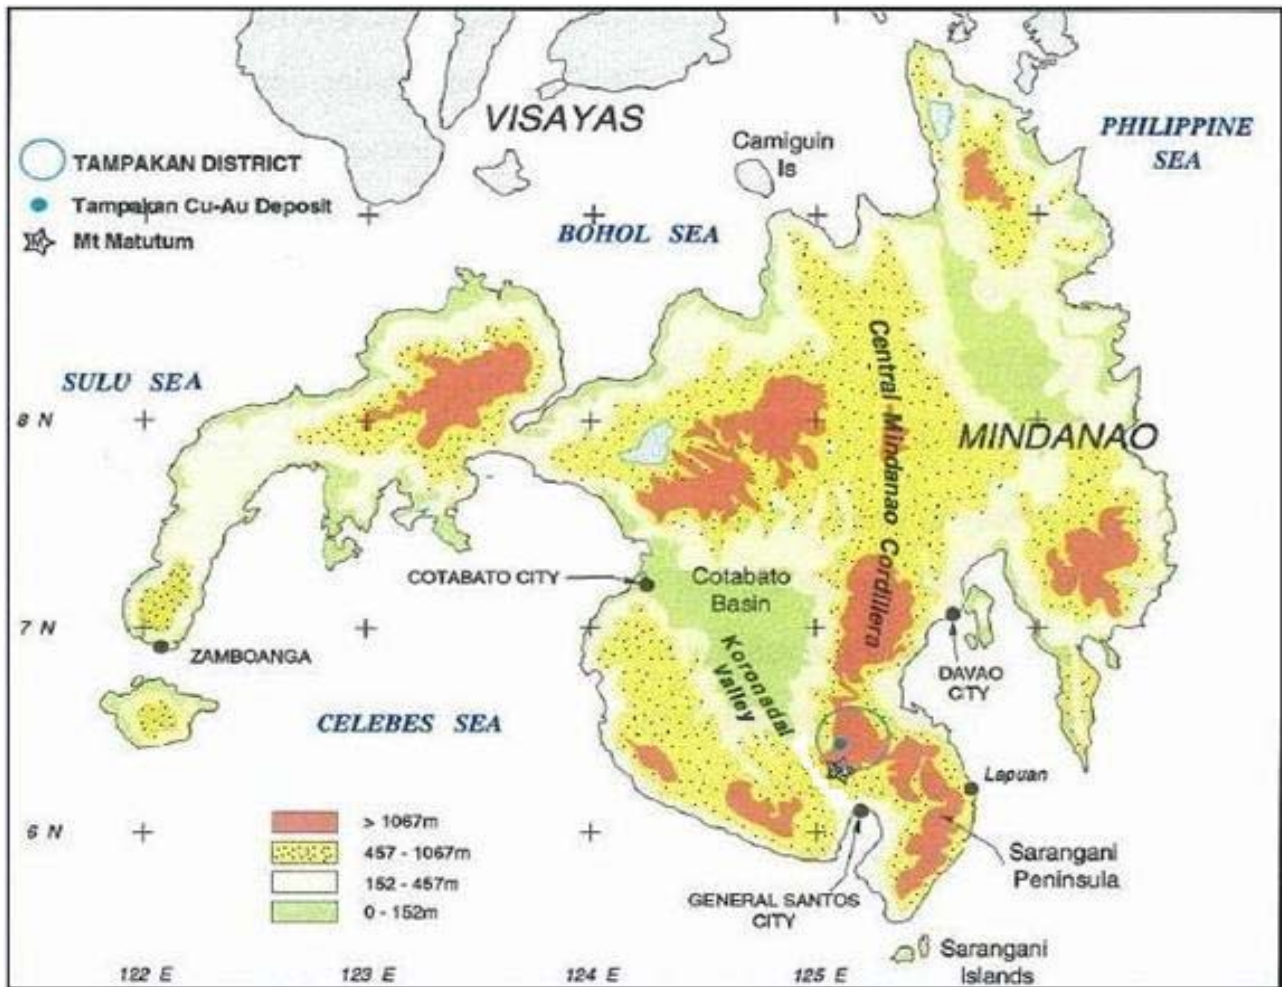 VISAYAS
PHILIPPINE
SEA
Camiguin
Is
TAMPAKAN DISTRICT
Tampakan Cu-Au Deposit
Mt Matutum
BOHOL SEA
SULU SEA
8 N
Central Mindanao Cordillera
MINDANAO
COTABATO CITY
Cotabato
Basin
7 N
ZAMBOANGA
Koronadal
Valley
DAVAO
CITY
CELEBES SEA
Lapuan
> 1067m
6 N
457 - 1067m
152 - 457m
0 - 152m
Sarangani
Peninsula
GENERAL SANTOS
CITY
Sarangani
Islands
122 E
123 E
124 E
125 E